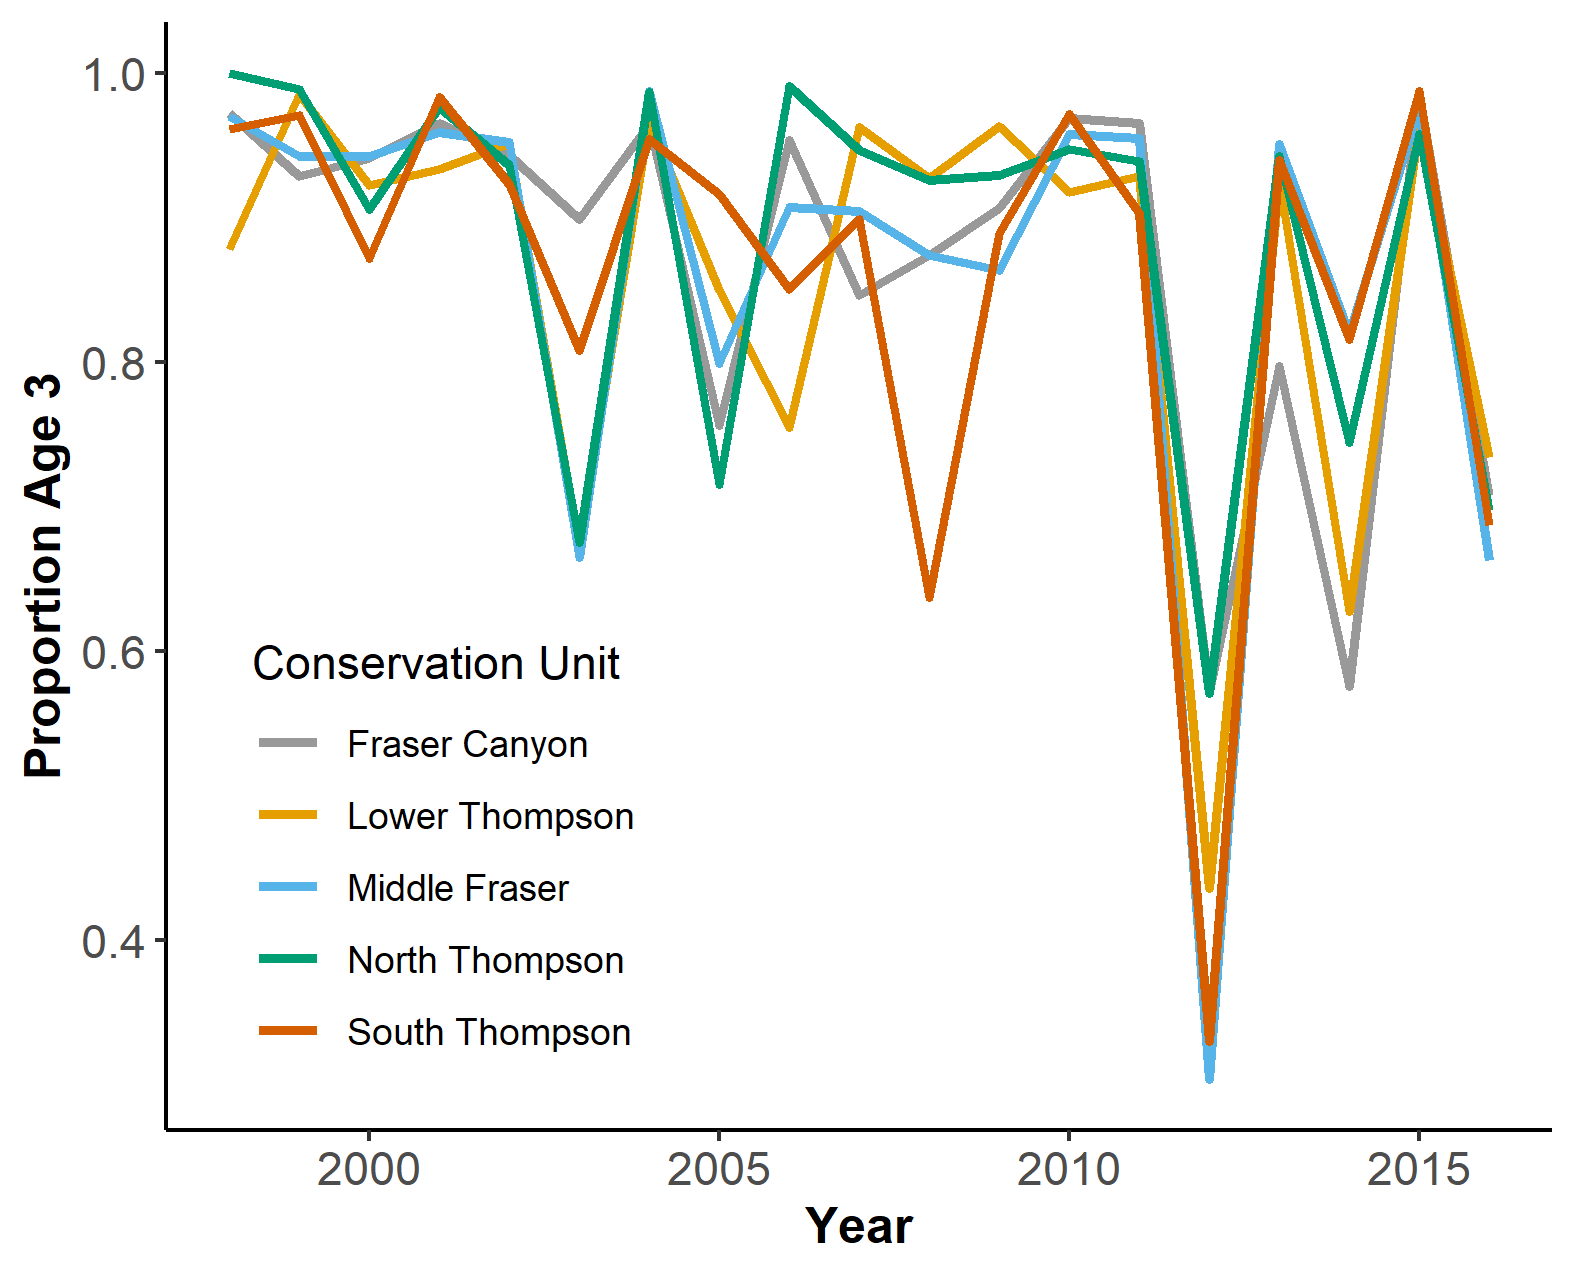 1.0
0.8
0.6
0.4
Proportion Age 3
Conservation Unit
Fraser Canyon
Lower Thompson
Middle Fraser
North Thompson
South Thompson
2000
2005
2010
2015
Year